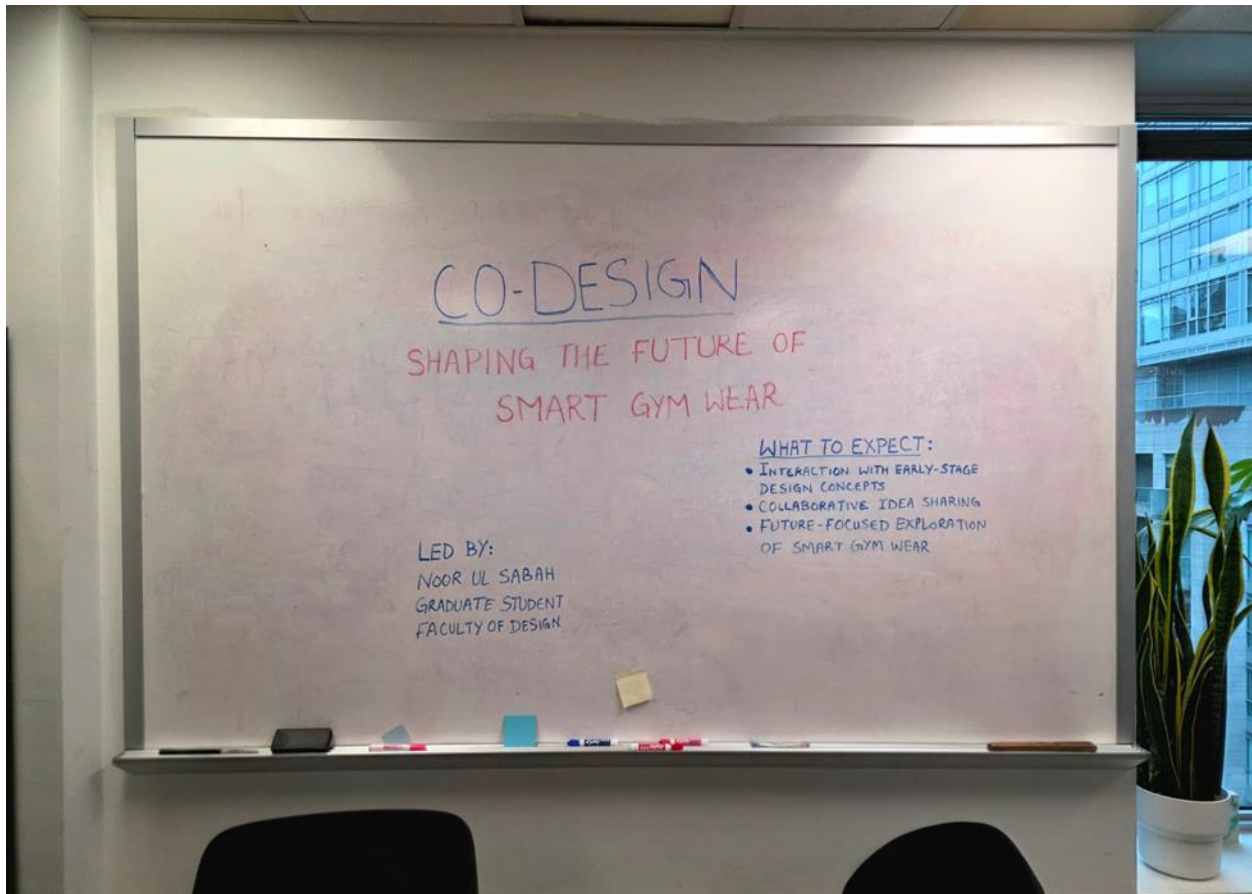 CO-DESIGN
SHAPING THE FUTURE OF
SMART GYM WEAR
WHAT TO EXPECT:
• INTERACTION WITH EARLY-STAGE
DESIGN CONCEPTS
• COLLABORATIVE IDEA SHARING
• FUTURE-FOCUSED EXPLORATION
OF SMART GYM WEAR
LED BY:
NOOR UL SABAH
GRADUATE STUDENT
FACULTY OF DESIGN